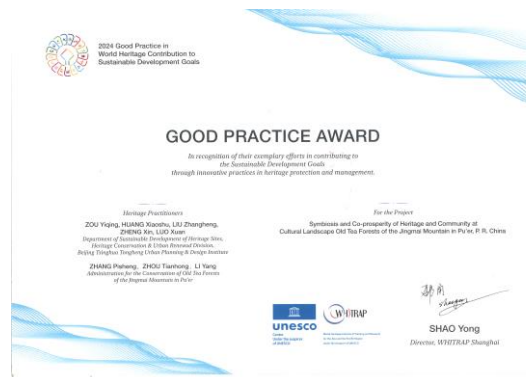 2024 Good Practice in
World Heritage Contribution to
Sustainable Development Goals
GOOD PRACTICE AWARD
In recognition of their exemplary efforts in contributing to
the Sustainable Development Goals
through innovative practices in heritage protection and management.
Heritage Practitioners
ZOU Yiqing, HUANG Xiaoshu, LIU Zhangheng,
ZHENG Xin, LUO Xuan
Department of Sustainable Development of Heritage Sites,
Heritage Conservation & Urban Renewal Division,
Beijing Tsinghua Tongheng Urban Planning & Design Institute
ZHANG Pisheng, ZHOU Tianhong, LI Yang
Administration for the Conservation of Old Tea Forests
of the Jingmai Mountain in Pu'er
For the Project
Symbiosis and Co-prosperity of Heritage and Community at
Cultural Landscape Old Tea Forests of the Jingmai Mountain in Pu'er, P. R. China
unesco
WHITRAP
SHAO Yong
Director, WHITRAP Shanghai